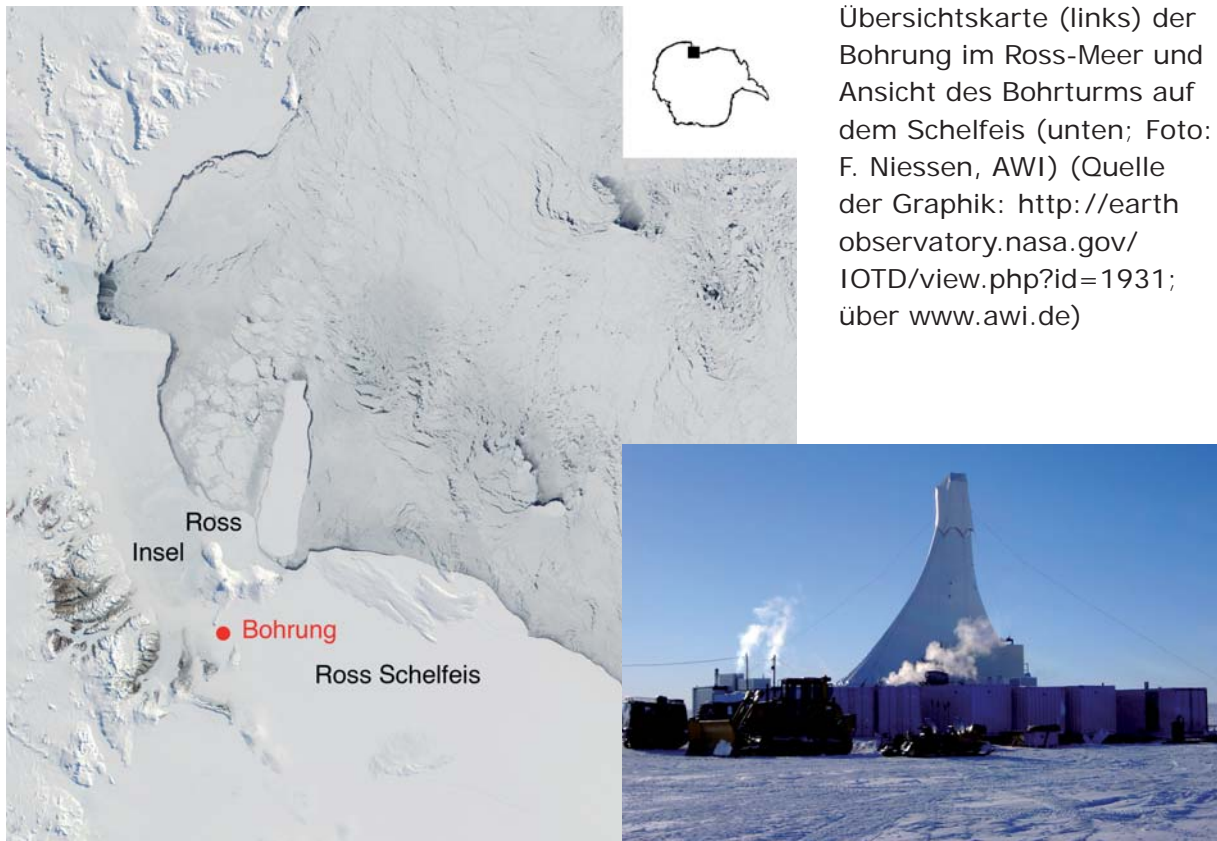 Übersichtskarte (links) der
Bohrung im Ross-Meer und
Ansicht des Bohrturms auf
dem Schelfeis (unten; Foto:
F. Niessen, AWI) (Quelle
der Graphik: http://earth
observatory.nasa.gov/
IOTD/view.php?id=1931;
über www.awi.de)
Ross
Insel
Bohrung
Ross Schelfeis